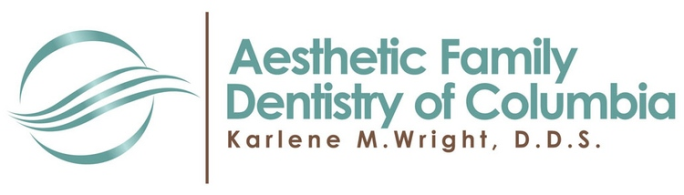 Aesthetic Family
Dentistry of Columbia
Karlene M.Wright, D.D.S.